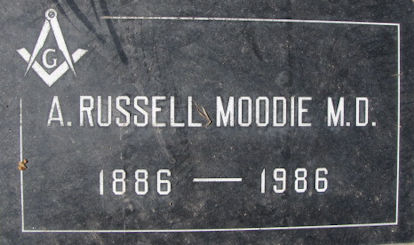 G
A. RUSSELL MOODIE M.D.
1886 — 1986